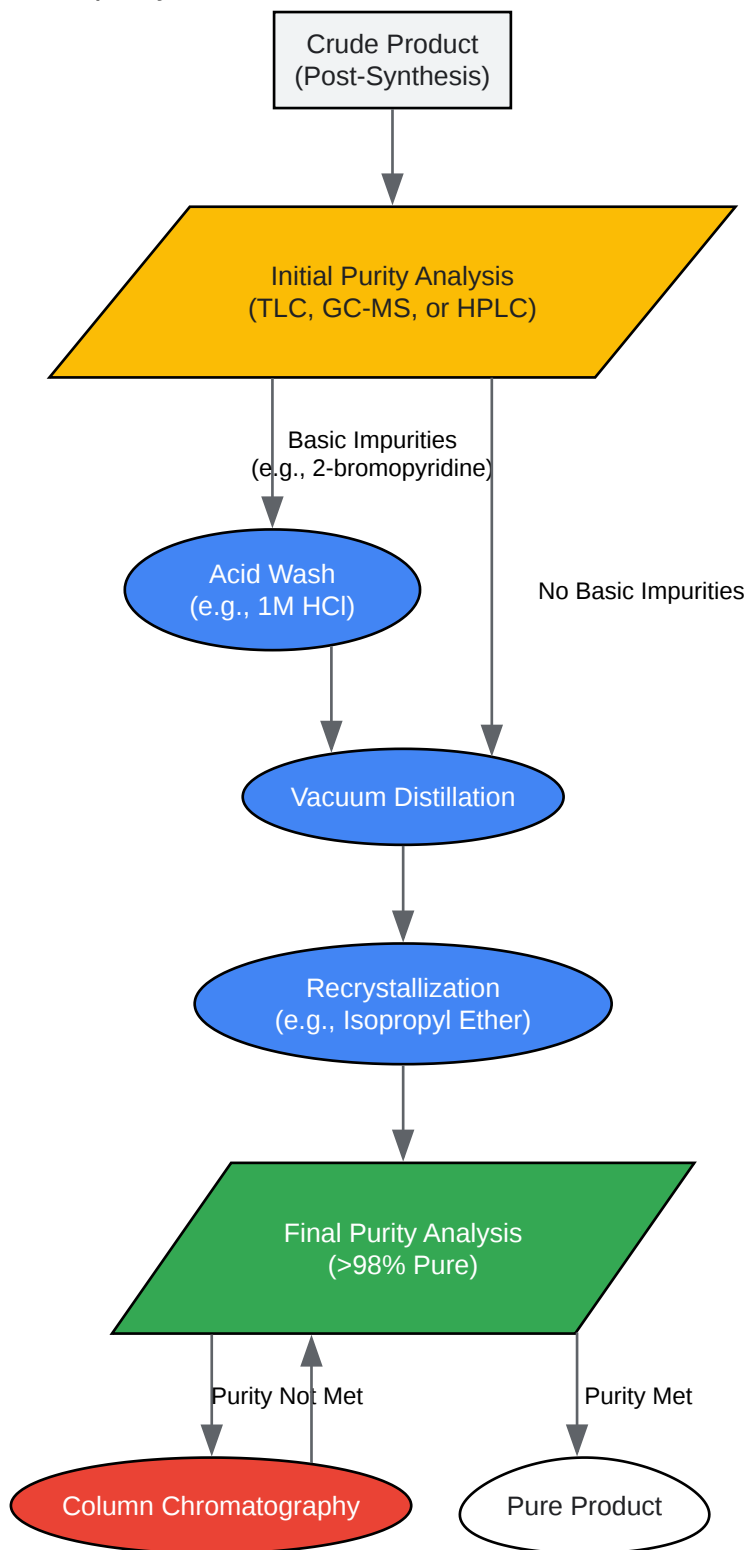 Crude Product
(Post-Synthesis)
Initial Purity Analysis
(TLC, GC-MS, or HPLC)
Basic Impurities
(e.g., 2-bromopyridine)
Acid Wash
(e.g., 1M HCl)
No Basic Impurities
Vacuum Distillation
Recrystallization
(e.g., Isopropyl Ether)
Final Purity Analysis
(>98% Pure)
Purity Not Met
Purity Met
Column Chromatography
Pure Product